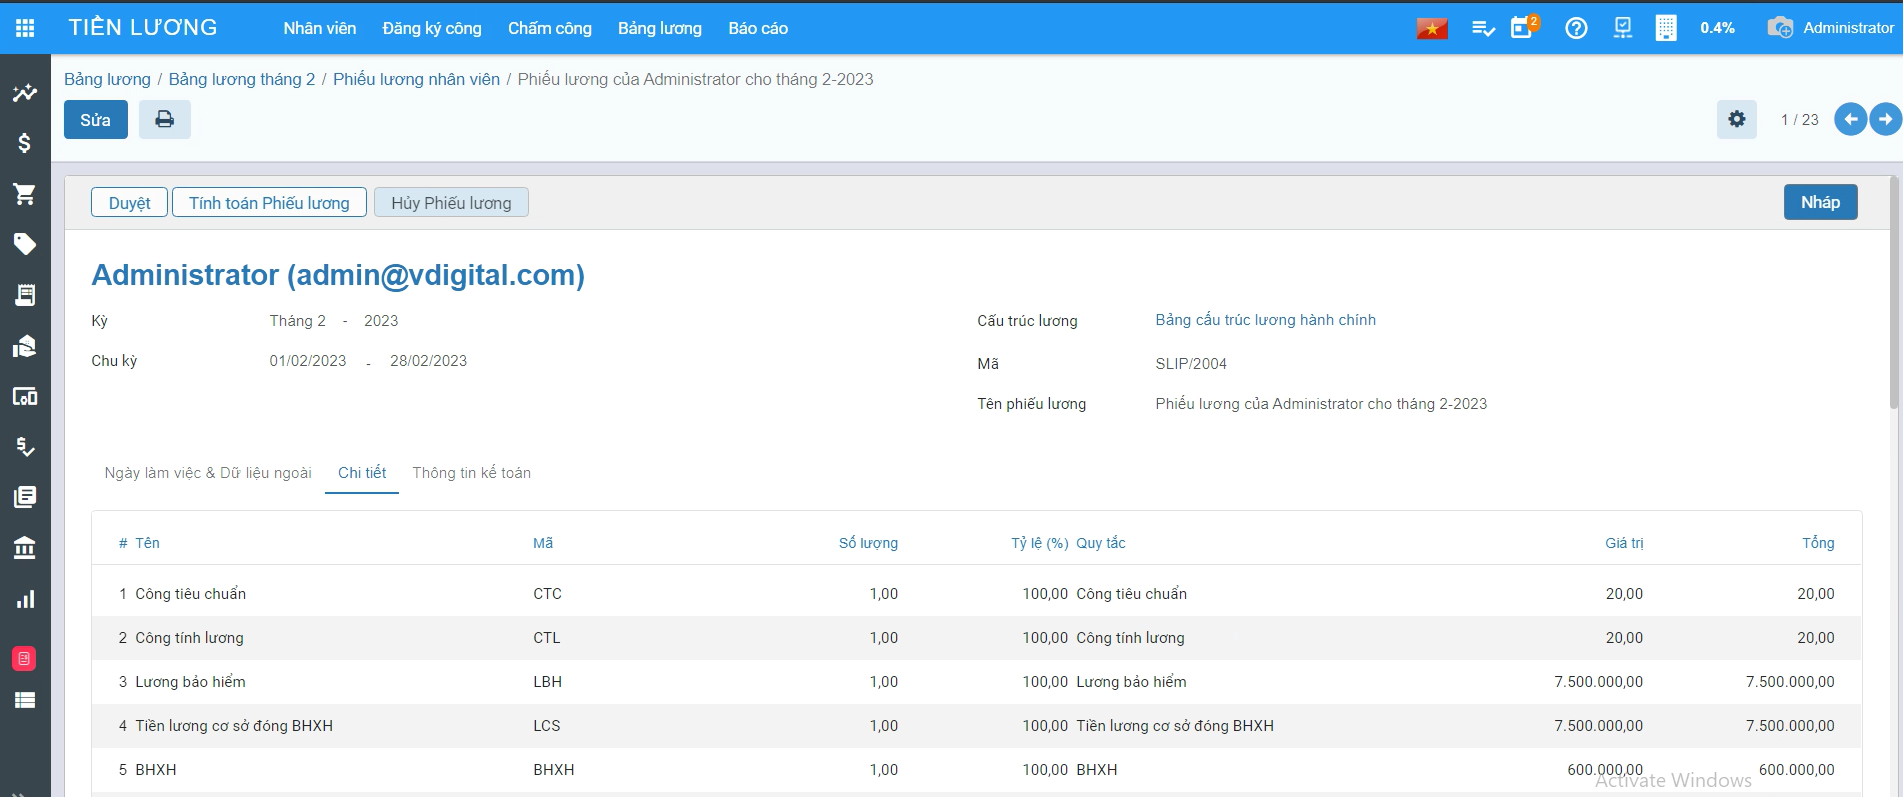 TIỀN LƯƠNG Nhân viên Đăng ký công Chấm công Bảng lương Báo cáo 2 0.4% Administrator
Bảng lương / Bảng lương tháng 2 / Phiếu lương nhân viên / Phiếu lương của Administrator cho tháng 2-2023
Sửa 1 / 23
Duyệt Tính toán Phiếu lương Hủy Phiếu lương Nháp
Administrator (admin@vdigital.com)
Kỳ Tháng 2 - 2023 Cấu trúc lương Bảng cấu trúc lương hành chính
Chu kỳ 01/02/2023 - 28/02/2023 Mã SLIP/2004
Tên phiếu lương Phiếu lương của Administrator cho tháng 2-2023
Ngày làm việc & Dữ liệu ngoài Chi tiết Thông tin kế toán
# Tên Mã Số lượng Tỷ lệ (%) Quy tắc Giá trị Tổng
1 Công tiêu chuẩn CTC 1,00 100,00 Công tiêu chuẩn 20,00 20,00
2 Công tính lương CTL 1,00 100,00 Công tính lương 20,00 20,00
3 Lương bảo hiểm LBH 1,00 100,00 Lương bảo hiểm 7.500.000,00 7.500.000,00
4 Tiền lương cơ sở đóng BHXH LCS 1,00 100,00 Tiền lương cơ sở đóng BHXH 7.500.000,00 7.500.000,00
5 BHXH BHXH 1,00 100,00 BHXH 600.000,00 600.000,00
Activate Windows